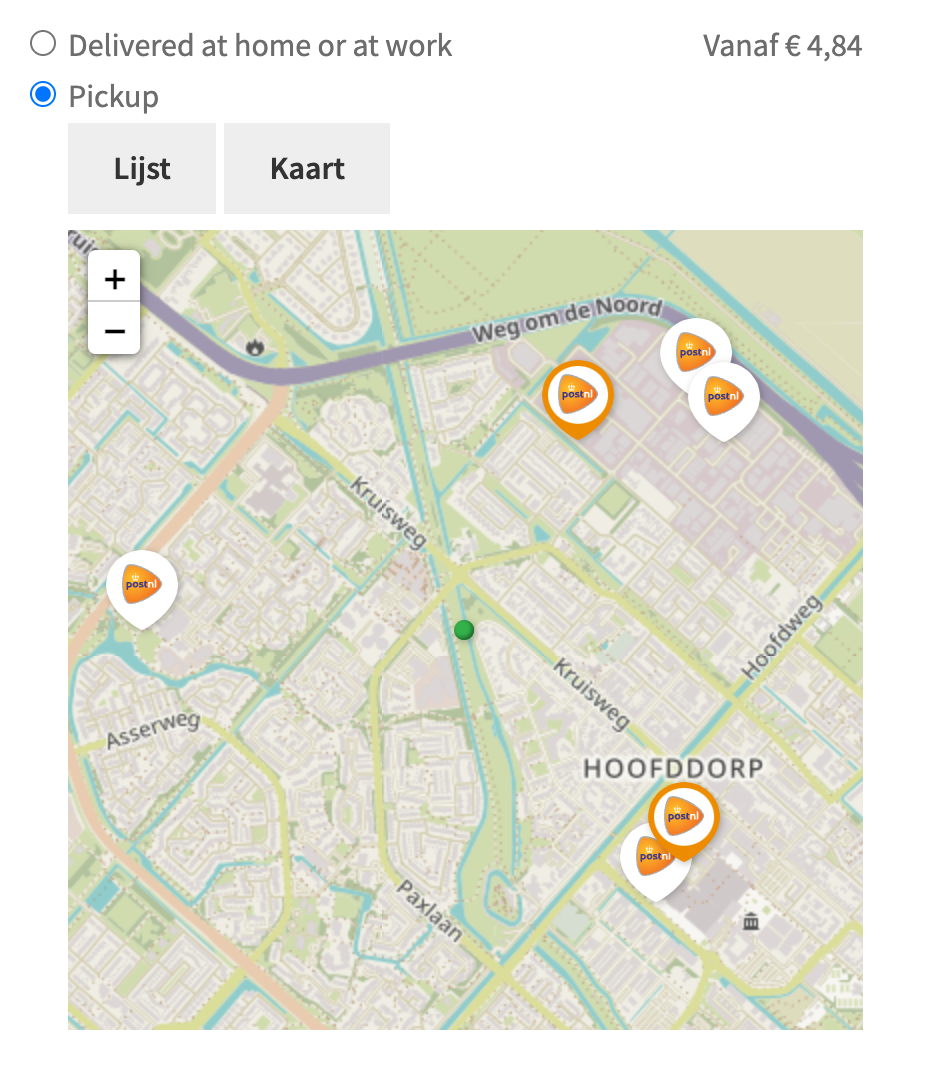 Delivered at home or at work
Vanaf € 4,84
Pickup
Lijst
Kaart
+
−
Weg om de Noord
postnl
postnl
postnl
Kruisweg
postnl
Hoofdweg
Kruisweg
Asserweg
HOOFDDORP
postnl
postnl
Paxlaan